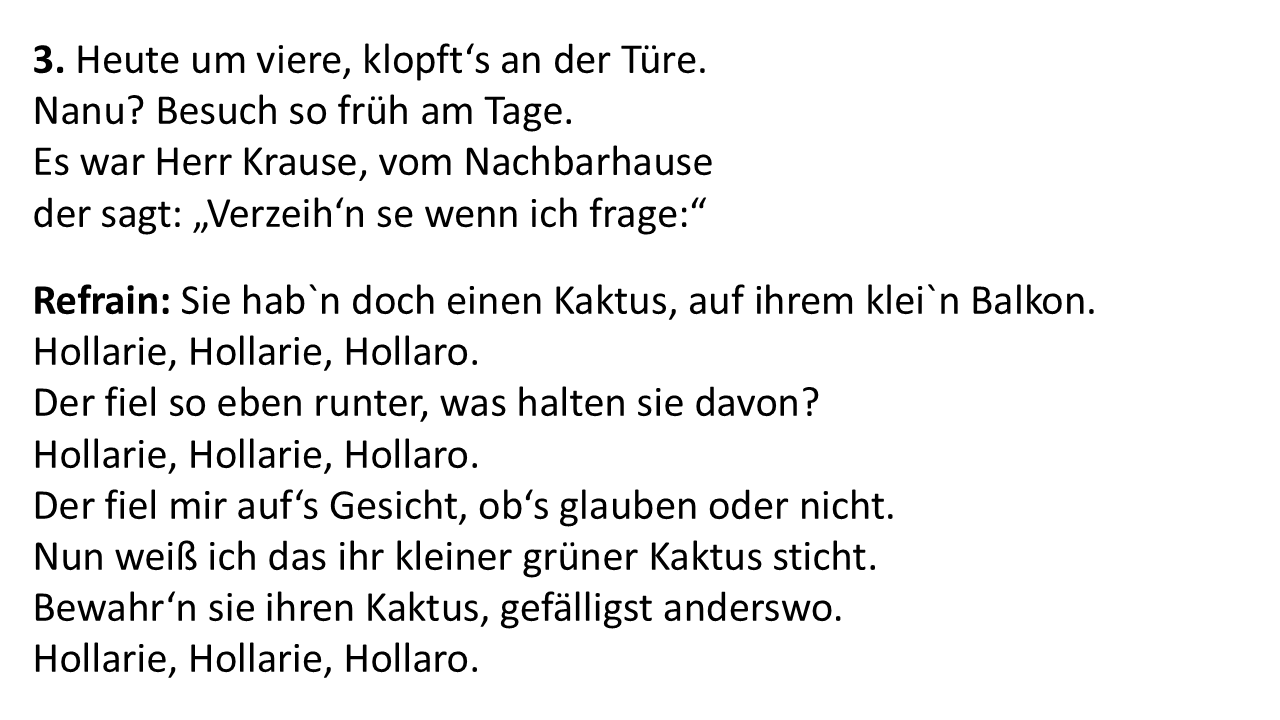 3. Heute um viere, klopft‘s an der Türe.
Nanu? Besuch so früh am Tage.
Es war Herr Krause, vom Nachbarhause
der sagt: „Verzeih‘n se wenn ich frage:“
Refrain: Sie hab`n doch einen Kaktus, auf ihrem klei`n Balkon.
Hollarie, Hollarie, Hollaro.
Der fiel so eben runter, was halten sie davon?
Hollarie, Hollarie, Hollaro.
Der fiel mir auf‘s Gesicht, ob‘s glauben oder nicht.
Nun weiß ich das ihr kleiner grüner Kaktus sticht.
Bewahr‘n sie ihren Kaktus, gefälligst anderswo.
Hollarie, Hollarie, Hollaro.